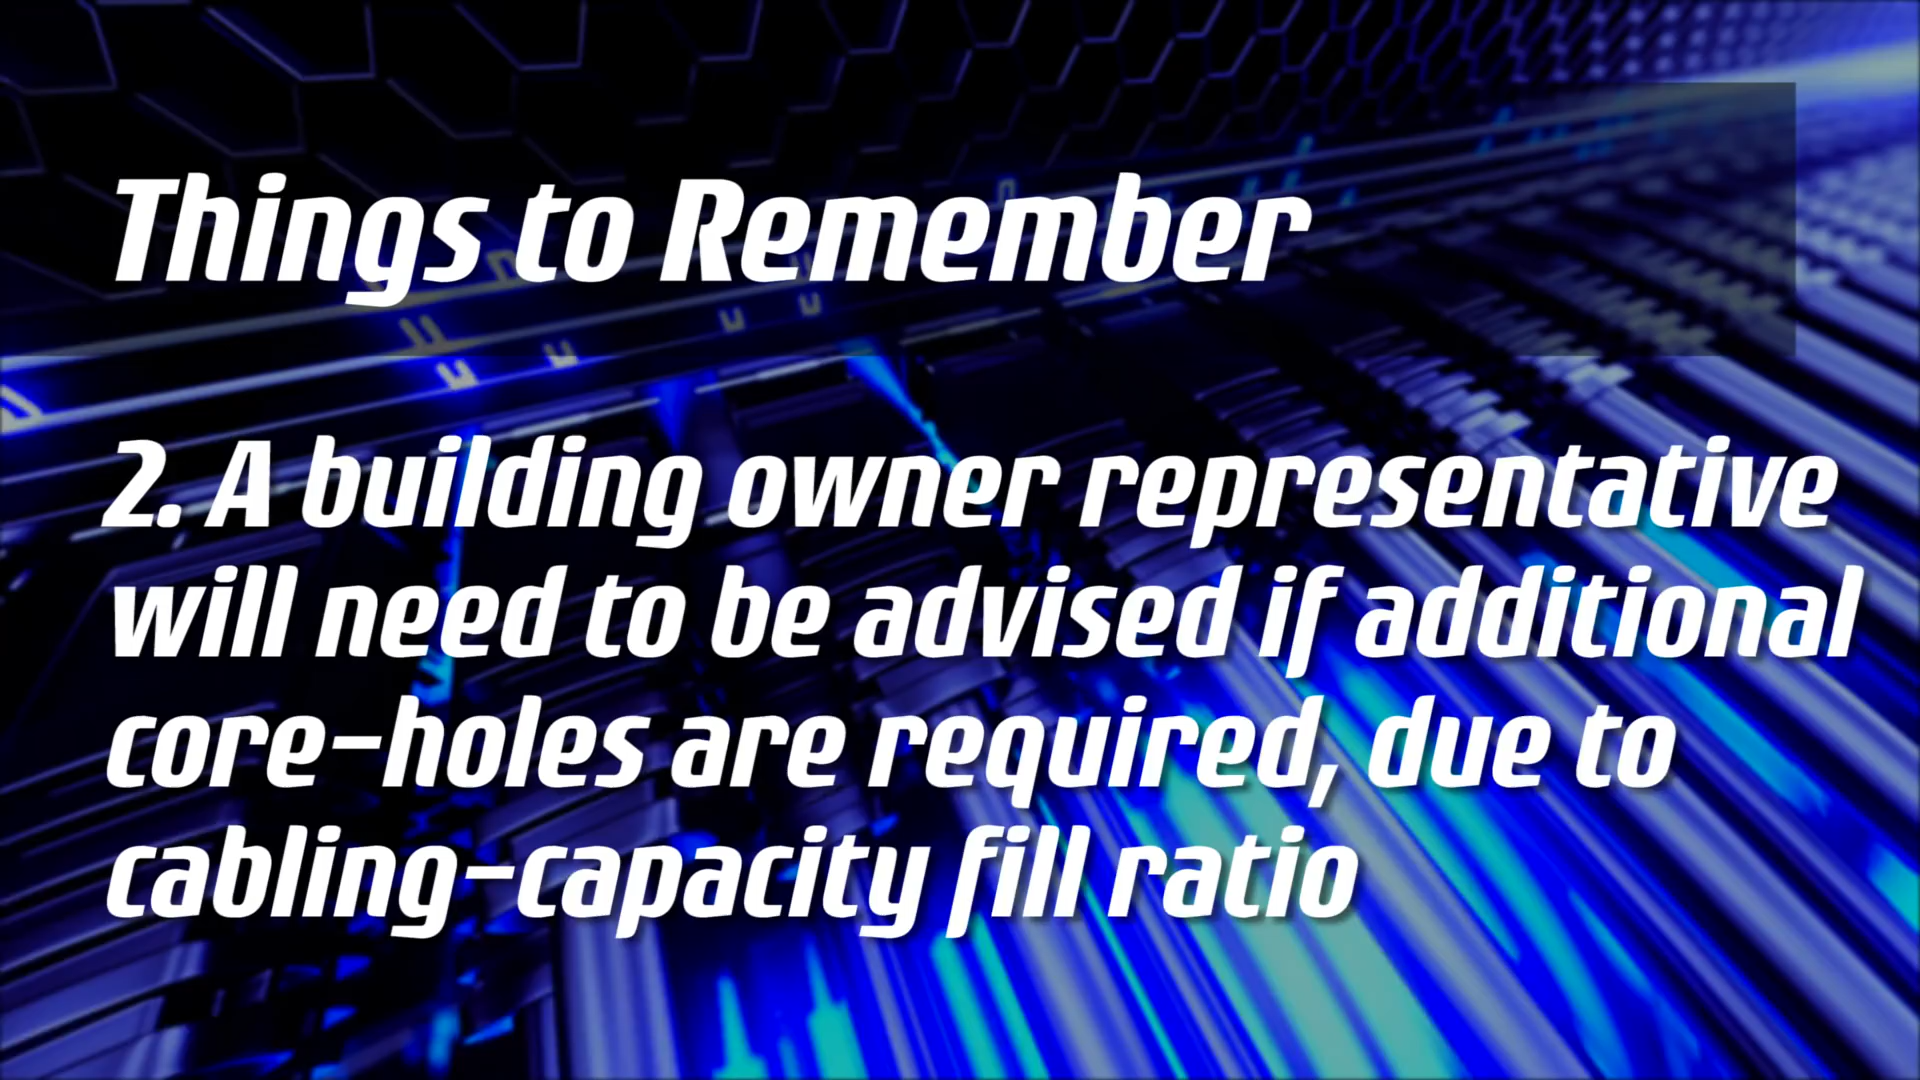 Things to Remember
2. A building owner representative
will need to be advised if additional
core-holes are required, due to
cabling-capacity fill ratio